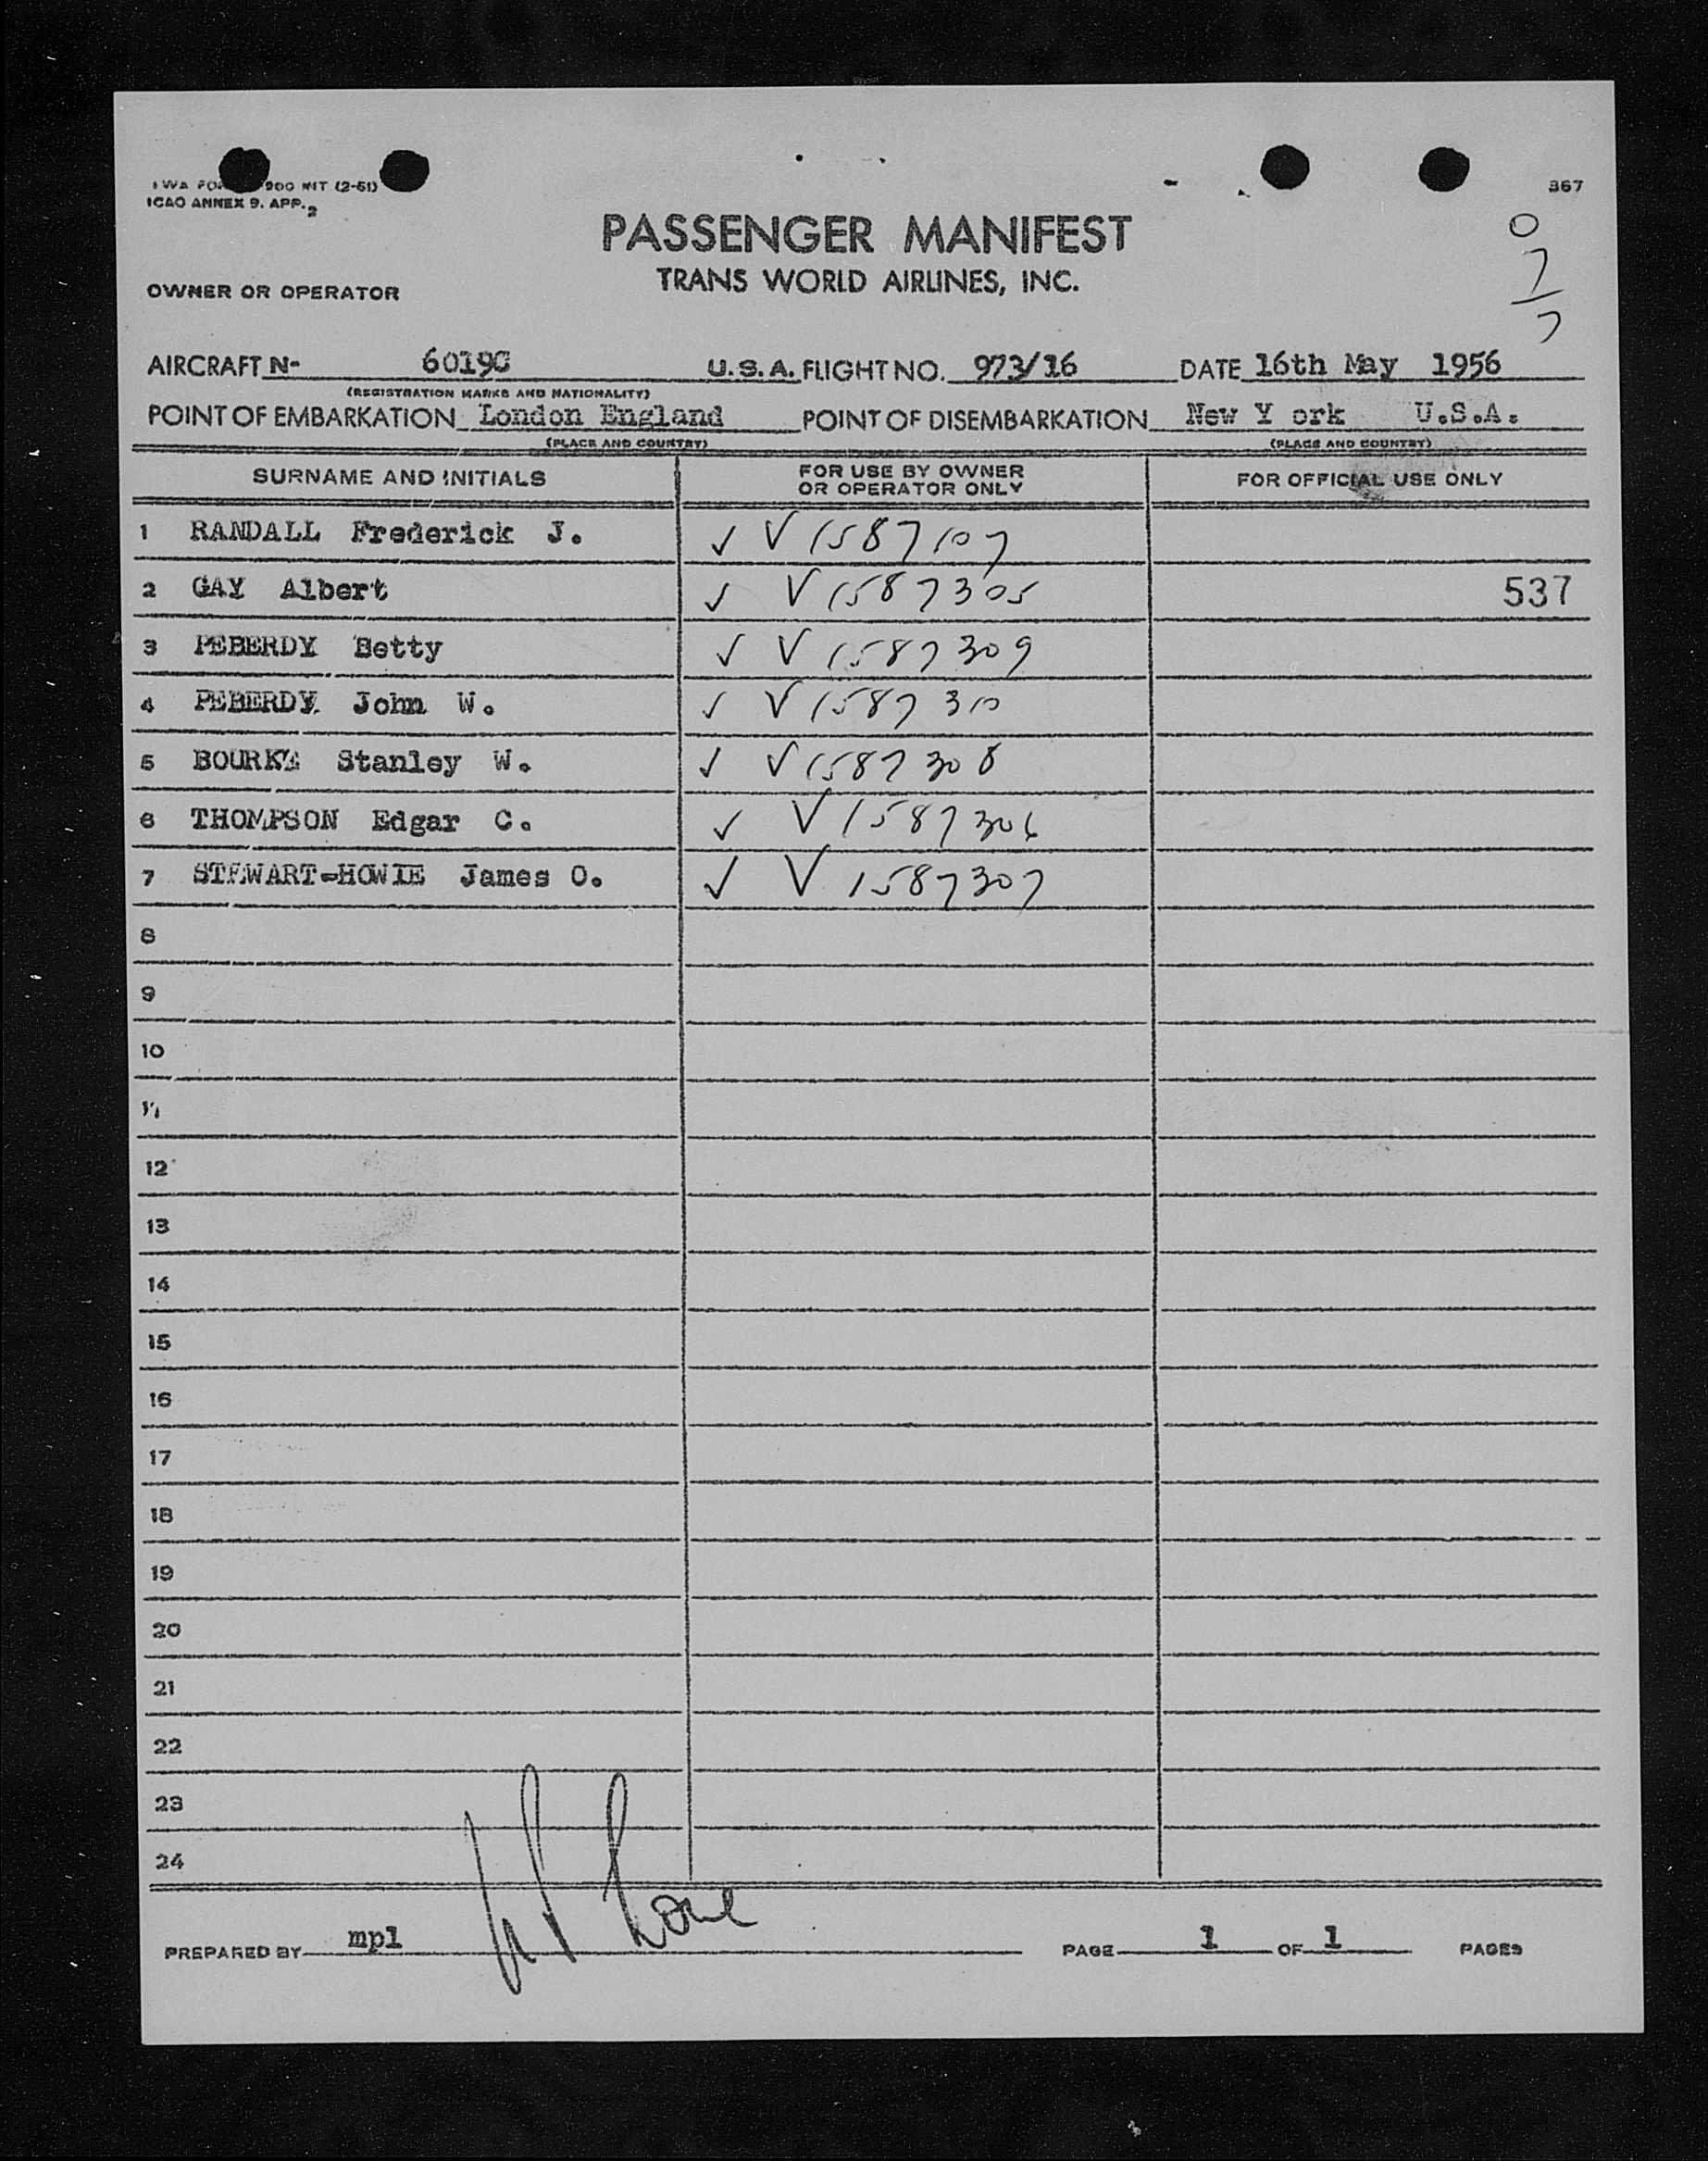 TWA FO 900 NIT (2-51)
ICAO ANNEX 9. APP. 2
367
0
7
7
PASSENGER MANIFEST
TRANS WORLD AIRLINES, INC.
OWNER OR OPERATOR
AIRCRAFT N- 6019C U.S.A. FLIGHT NO. 973/16 DATE 16th May 1956
(REGISTRATION MARKS AND NATIONALITY)
POINT OF EMBARKATION London England POINT OF DISEMBARKATION New Y ork U.S.A.
(PLACE AND COUNTRY) (PLACE AND COUNTRY)
SURNAME AND INITIALS FOR USE BY OWNER OR OPERATOR ONLY FOR OFFICIAL USE ONLY
1 RANDALL Frederick J. ✓ V 1587107
2 GAY Albert ✓ V 1587305 537
3 PEBERDY Betty ✓ V 1587309
4 PEBERDY John W. ✓ V 1587310
5 BOURKE Stanley W. ✓ V 1587308
6 THOMPSON Edgar C. ✓ V 1587306
7 STEWART-HOWIE James O. ✓ V 1587307
8
9
10
11
12
13
14
15
16
17
18
19
20
21
22
23
24
PREPARED BY mpl PAGE 1 OF 1 PAGES